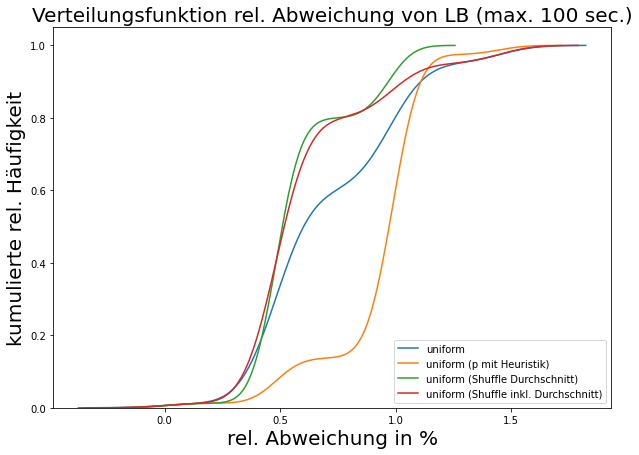 Verteilungsfunktion rel. Abweichung von LB (max. 100 sec.)
kumulierte rel. Häufigkeit
1.0
0.8
0.6
0.4
0.2
0.0
0.0 0.5 1.0 1.5
rel. Abweichung in %
uniform
uniform (p mit Heuristik)
uniform (Shuffle Durchschnitt)
uniform (Shuffle inkl. Durchschnitt)